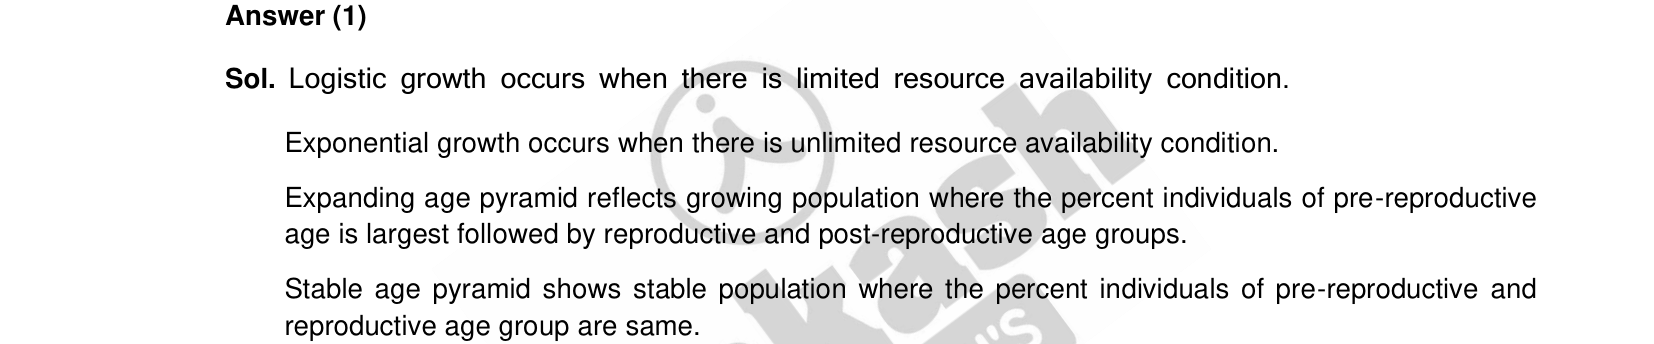 Answer (1)
Sol. Logistic growth occurs when there is limited resource availability condition.
Exponential growth occurs when there is unlimited resource availability condition.
Expanding age pyramid reflects growing population where the percent individuals of pre-reproductive
age is largest followed by reproductive and post-reproductive age groups.
Stable age pyramid shows stable population where the percent individuals of pre-reproductive and
reproductive age group are same.